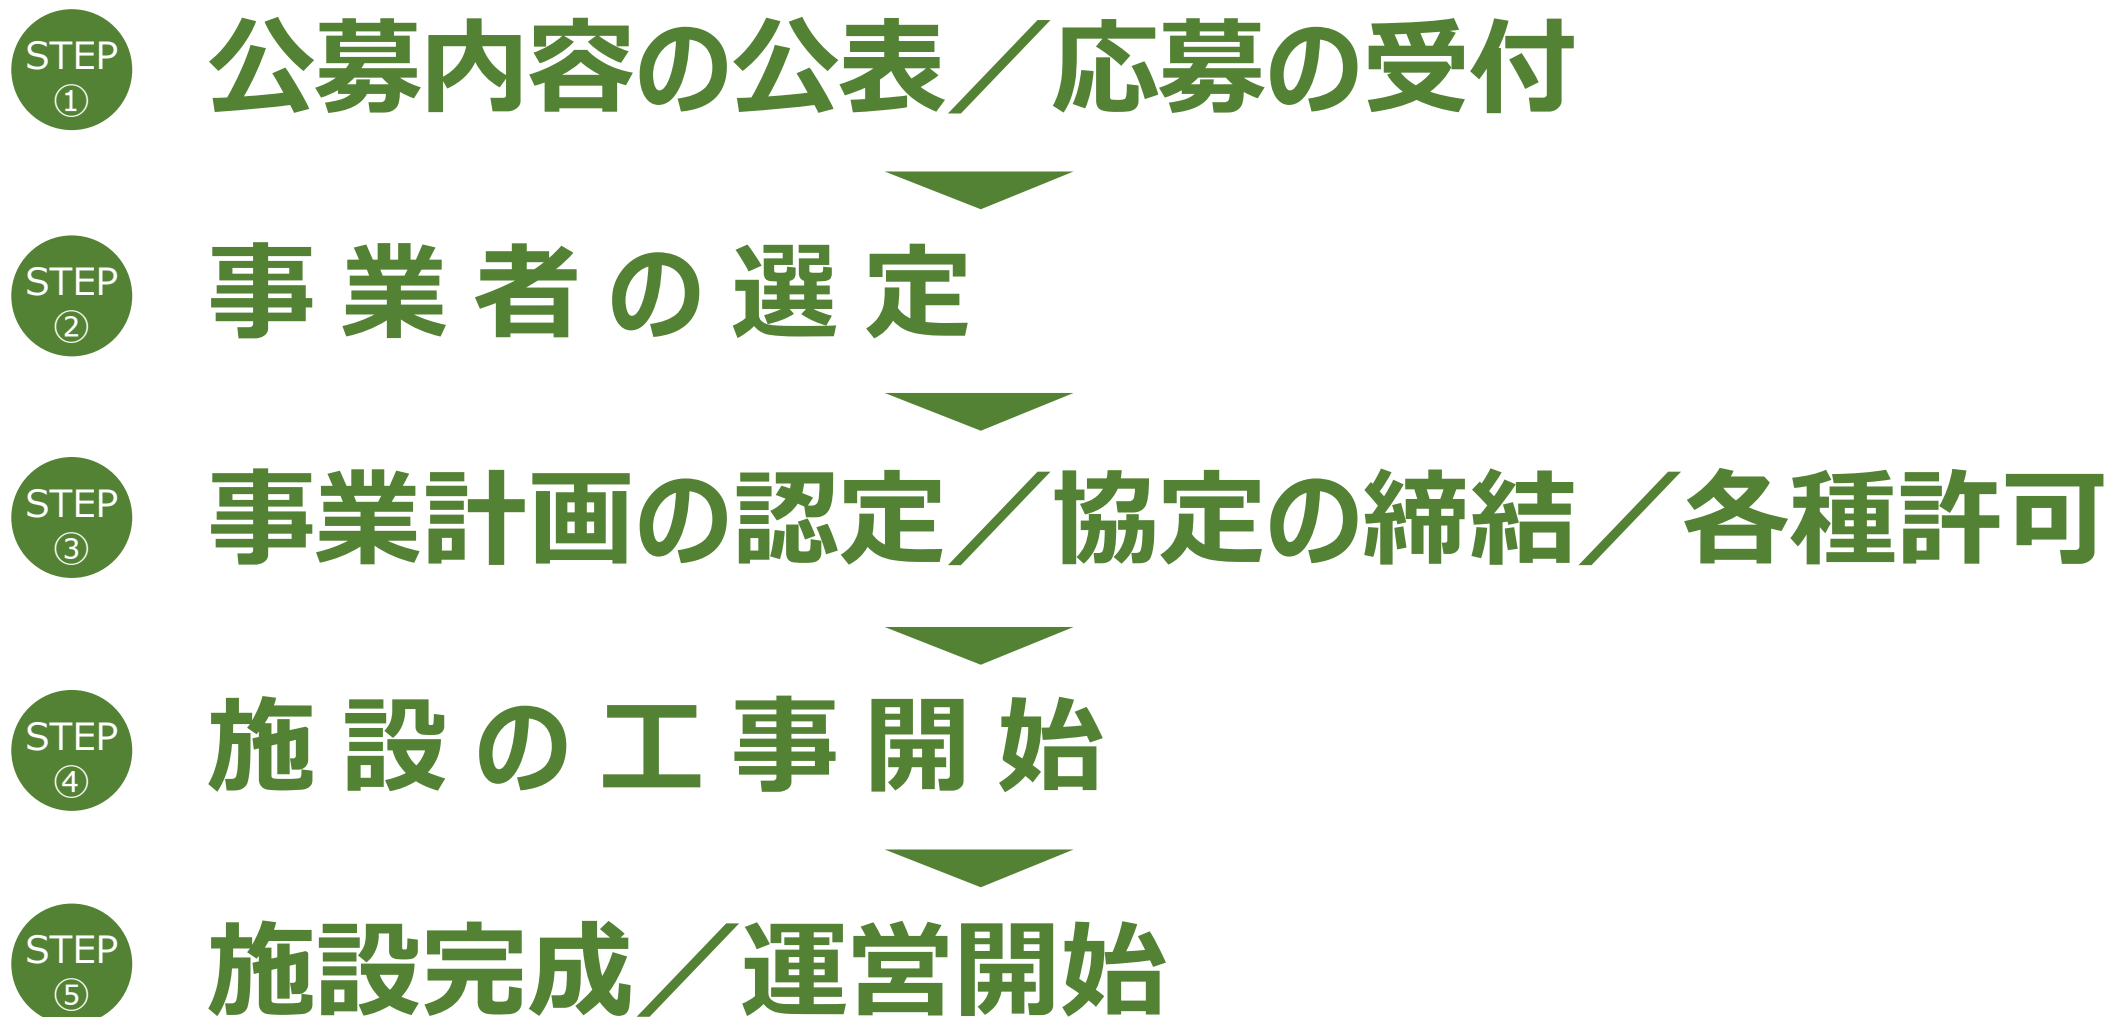 STEP
①
公募内容の公表／応募の受付
STEP
②
事業者の選定
STEP
③
事業計画の認定／協定の締結／各種許可
STEP
④
施設の工事開始
STEP
⑤
施設完成／運営開始